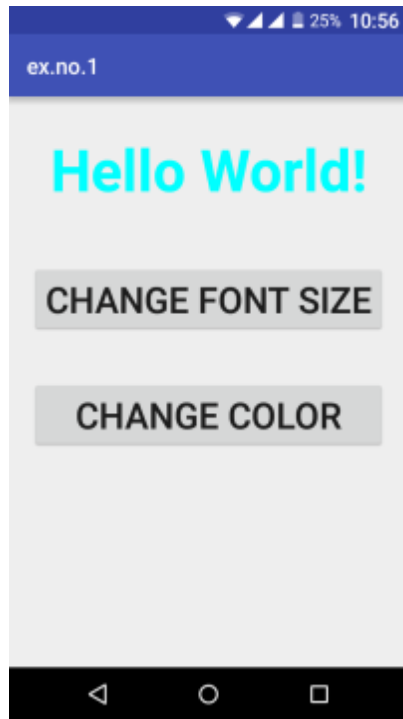 25% 10:56
ex.no.1
Hello World!
CHANGE FONT SIZE
CHANGE COLOR